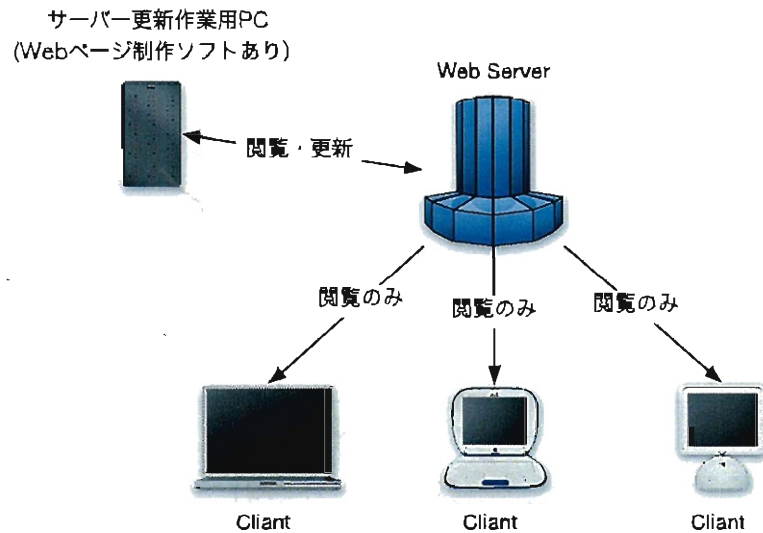 サーバー更新作業用PC
(Webページ制作ソフトあり)
Web Server
閲覧・更新
閲覧のみ
閲覧のみ
閲覧のみ
Cliant
Cliant
Cliant